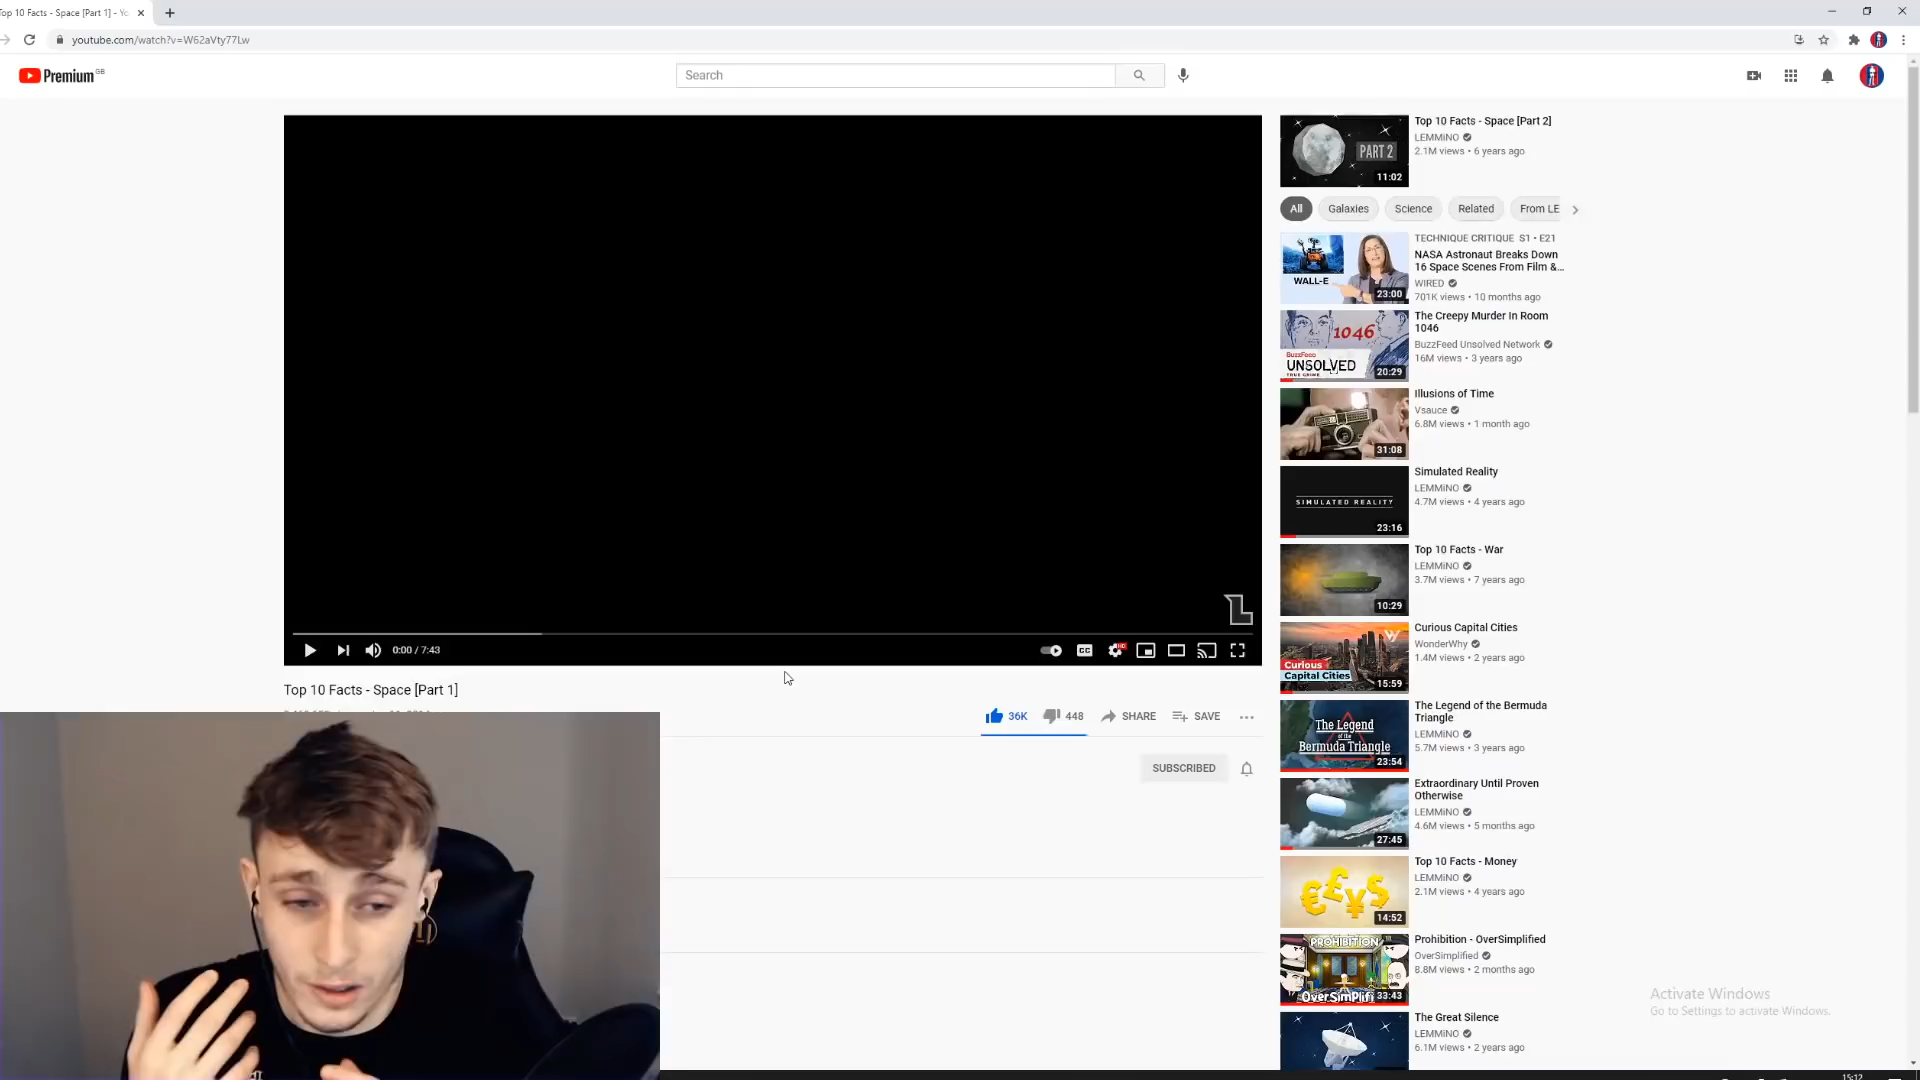 Top 10 Facts - Space [Part 1] - Yo
youtube.com/watch?v=W62aVty77Lw
Premium GB
Search
0:00 / 7:43
CC
HD
Top 10 Facts - Space [Part 1]
36K
448
SHARE
SAVE
SUBSCRIBED
PART 2
11:02
Top 10 Facts - Space [Part 2]
LEMMiNO
2.1M views • 6 years ago
All
Galaxies
Science
Related
From LE
WALL-E
23:00
TECHNIQUE CRITIQUE S1 • E21
NASA Astronaut Breaks Down
16 Space Scenes From Film &...
WIRED
701K views • 10 months ago
1046
BuzzFeed
UNSOLVED
TRUE CRIME
20:29
The Creepy Murder In Room
1046
BuzzFeed Unsolved Network
16M views • 3 years ago
31:08
Illusions of Time
Vsauce
6.8M views • 1 month ago
SIMULATED REALITY
23:16
Simulated Reality
LEMMiNO
4.7M views • 4 years ago
10:29
Top 10 Facts - War
LEMMiNO
3.7M views • 7 years ago
Curious
Capital Cities
15:59
Curious Capital Cities
WonderWhy
1.4M views • 2 years ago
The Legend
of the
Bermuda Triangle
23:54
The Legend of the Bermuda
Triangle
LEMMiNO
5.7M views • 3 years ago
27:45
Extraordinary Until Proven
Otherwise
LEMMiNO
4.6M views • 5 months ago
€£¥$
14:52
Top 10 Facts - Money
LEMMiNO
2.1M views • 4 years ago
PROHIBITION
OverSimplifi
33:43
Prohibition - OverSimplified
OverSimplified
8.8M views • 2 months ago
The Great Silence
LEMMiNO
6.1M views • 2 years ago
Activate Windows
Go to Settings to activate Windows.
15:12